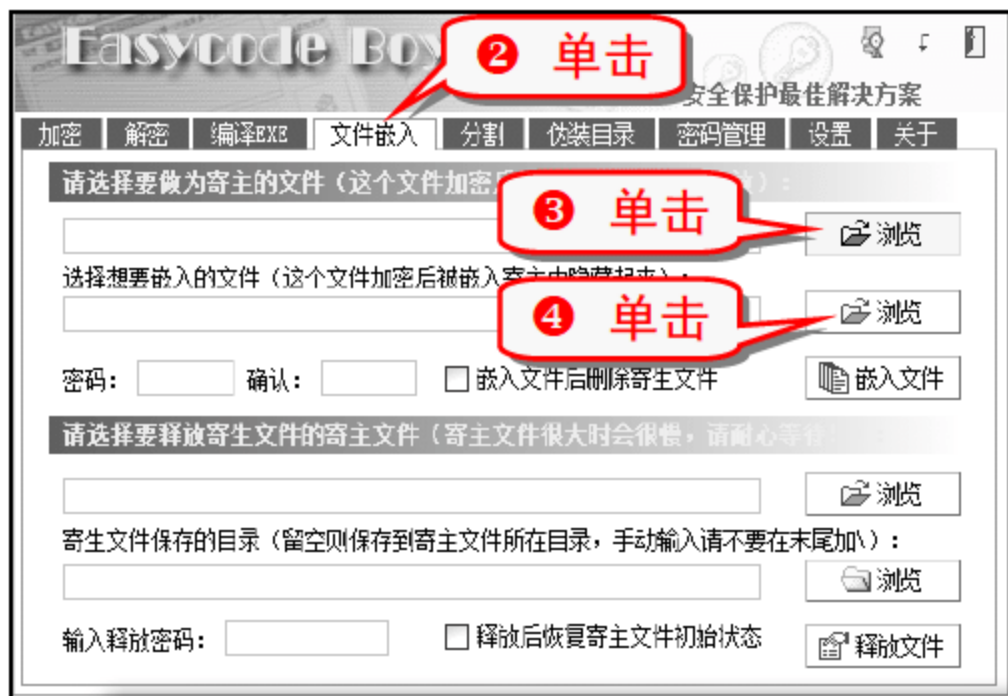 Easycode Bo
❷ 单击
安全保护最佳解决方案
加密 解密 编译EXE 文件嵌入 分割 伪装目录 密码管理 设置 关于
请选择要做为寄主的文件（这个文件加密
❸ 单击
浏览
选择想要嵌入的文件（这个文件加密后被嵌入寄主中隐藏起来）：
❹ 单击
浏览
密码： 确认： 嵌入文件后删除寄生文件 嵌入文件
请选择要释放寄生文件的寄主文件（寄主文件很大时会很慢，请耐心等待
浏览
寄生文件保存的目录（留空则保存到寄主文件所在目录，手动输入请不要在末尾加\）：
浏览
输入释放密码： 释放后恢复寄主文件初始状态 释放文件